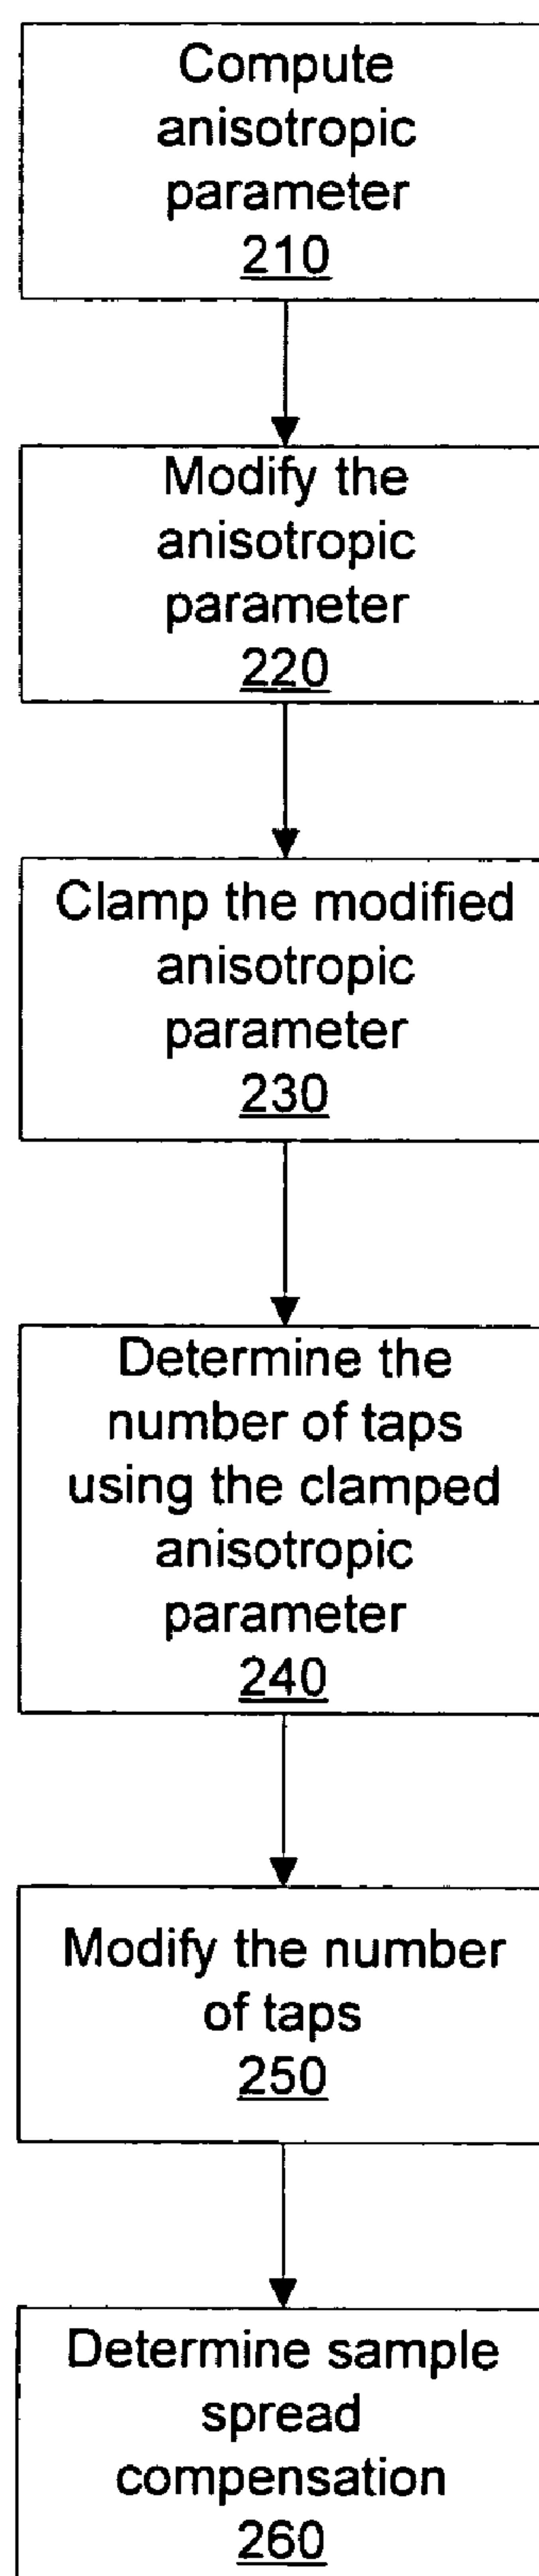 Compute
anisotropic
parameter
210
Modify the
anisotropic
parameter
220
Clamp the modified
anisotropic
parameter
230
Determine the
number of taps
using the clamped
anisotropic
parameter
240
Modify the number
of taps
250
Determine sample
spread
compensation
260